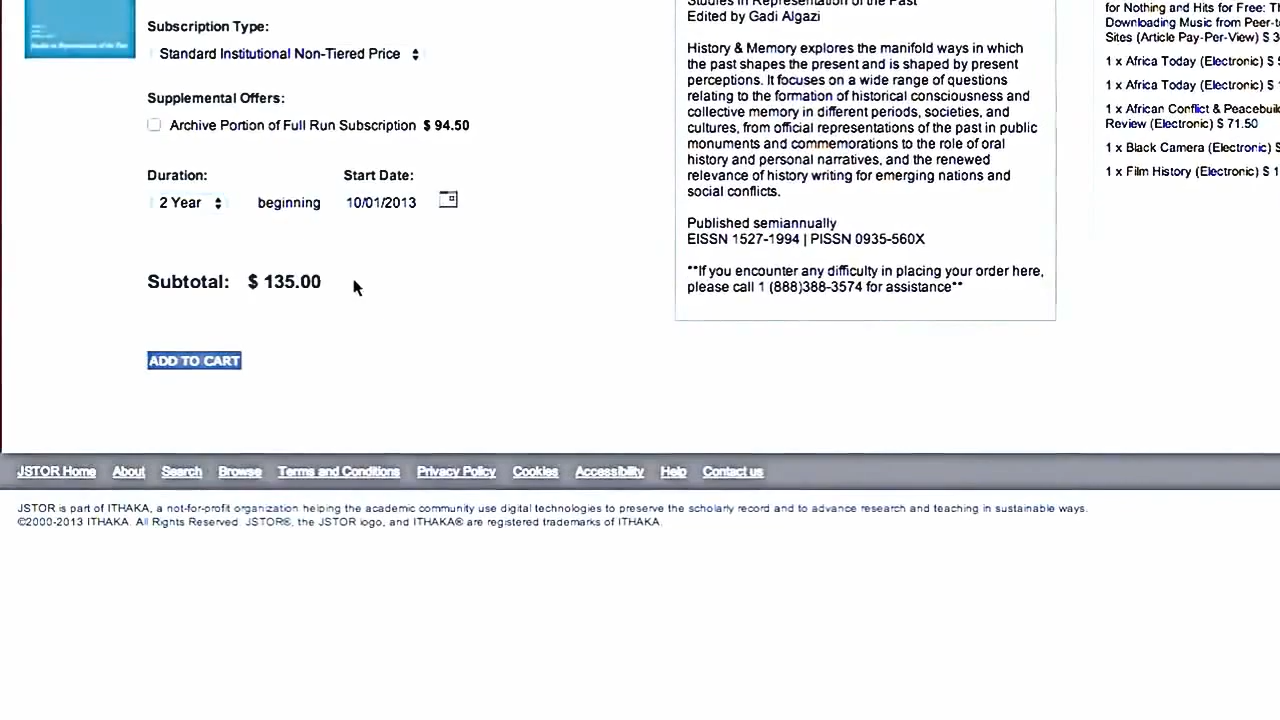 Subscription Type:
Standard Institutional Non-Tiered Price
Supplemental Offers:
Archive Portion of Full Run Subscription $ 94.50
Duration:
Start Date:
2 Year
beginning
10/01/2013
Subtotal: $ 135.00
ADD TO CART
Studies in Representation of the Past
Edited by Gadi Algazi
History & Memory explores the manifold ways in which
the past shapes the present and is shaped by present
perceptions. It focuses on a wide range of questions
relating to the formation of historical consciousness and
collective memory in different periods, societies, and
cultures, from official representations of the past in public
monuments and commemorations to the role of oral
history and personal narratives, and the renewed
relevance of history writing for emerging nations and
social conflicts.
Published semiannually
EISSN 1527-1994 | PISSN 0935-560X
**If you encounter any difficulty in placing your order here,
please call 1 (888)388-3574 for assistance**
for Nothing and Hits for Free:
Downloading Music from
Sites (Article Pay-Per-View) $
1 x Africa Today (Electronic) $
1 x Africa Today (Electronic) $
1 x African Conflict &
Review (Electronic) $ 71.50
1 x Black Camera (Electronic)
1 x Film History (Electronic) $
JSTOR Home About Search Browse Terms and Conditions Privacy Policy Cookies Accessibility Help Contact us
JSTOR is part of ITHAKA, a not-for-profit organization helping the academic community use digital technologies to preserve the scholarly record and to advance research and teaching in sustainable ways.
©2000-2013 ITHAKA. All Rights Reserved. JSTOR®, the JSTOR logo, and ITHAKA® are registered trademarks of ITHAKA.